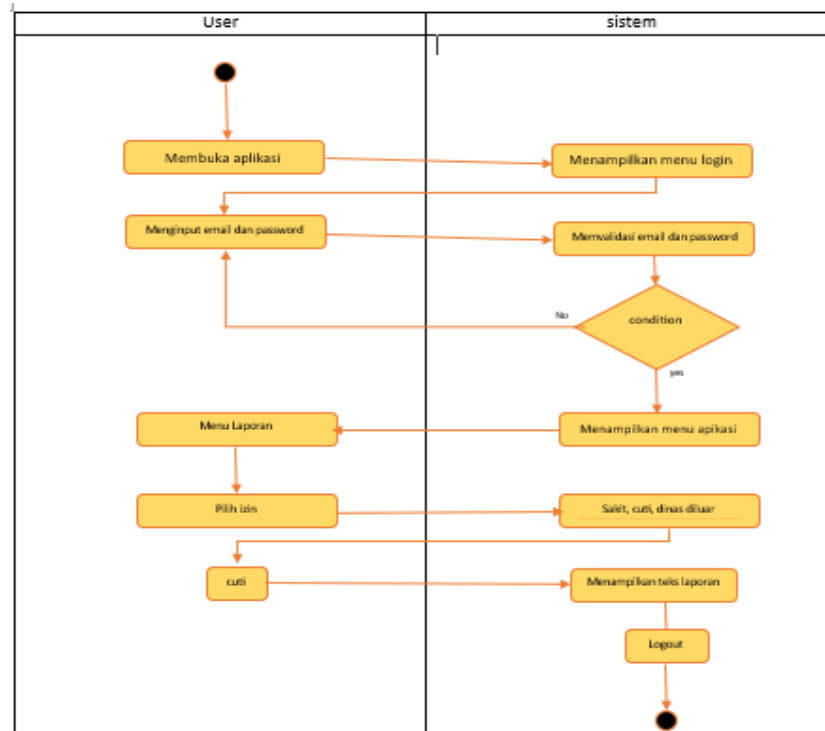 User
sistem
Membuka aplikasi
Menampilkan menu login
Menginput email dan password
Memvalidasi email dan password
condition
No
yes
Menampilkan menu apikasi
Menu Laporan
Pilih izin
Sakit, cuti, dinas diluar
cuti
Menampilkan teks laporan
Logout